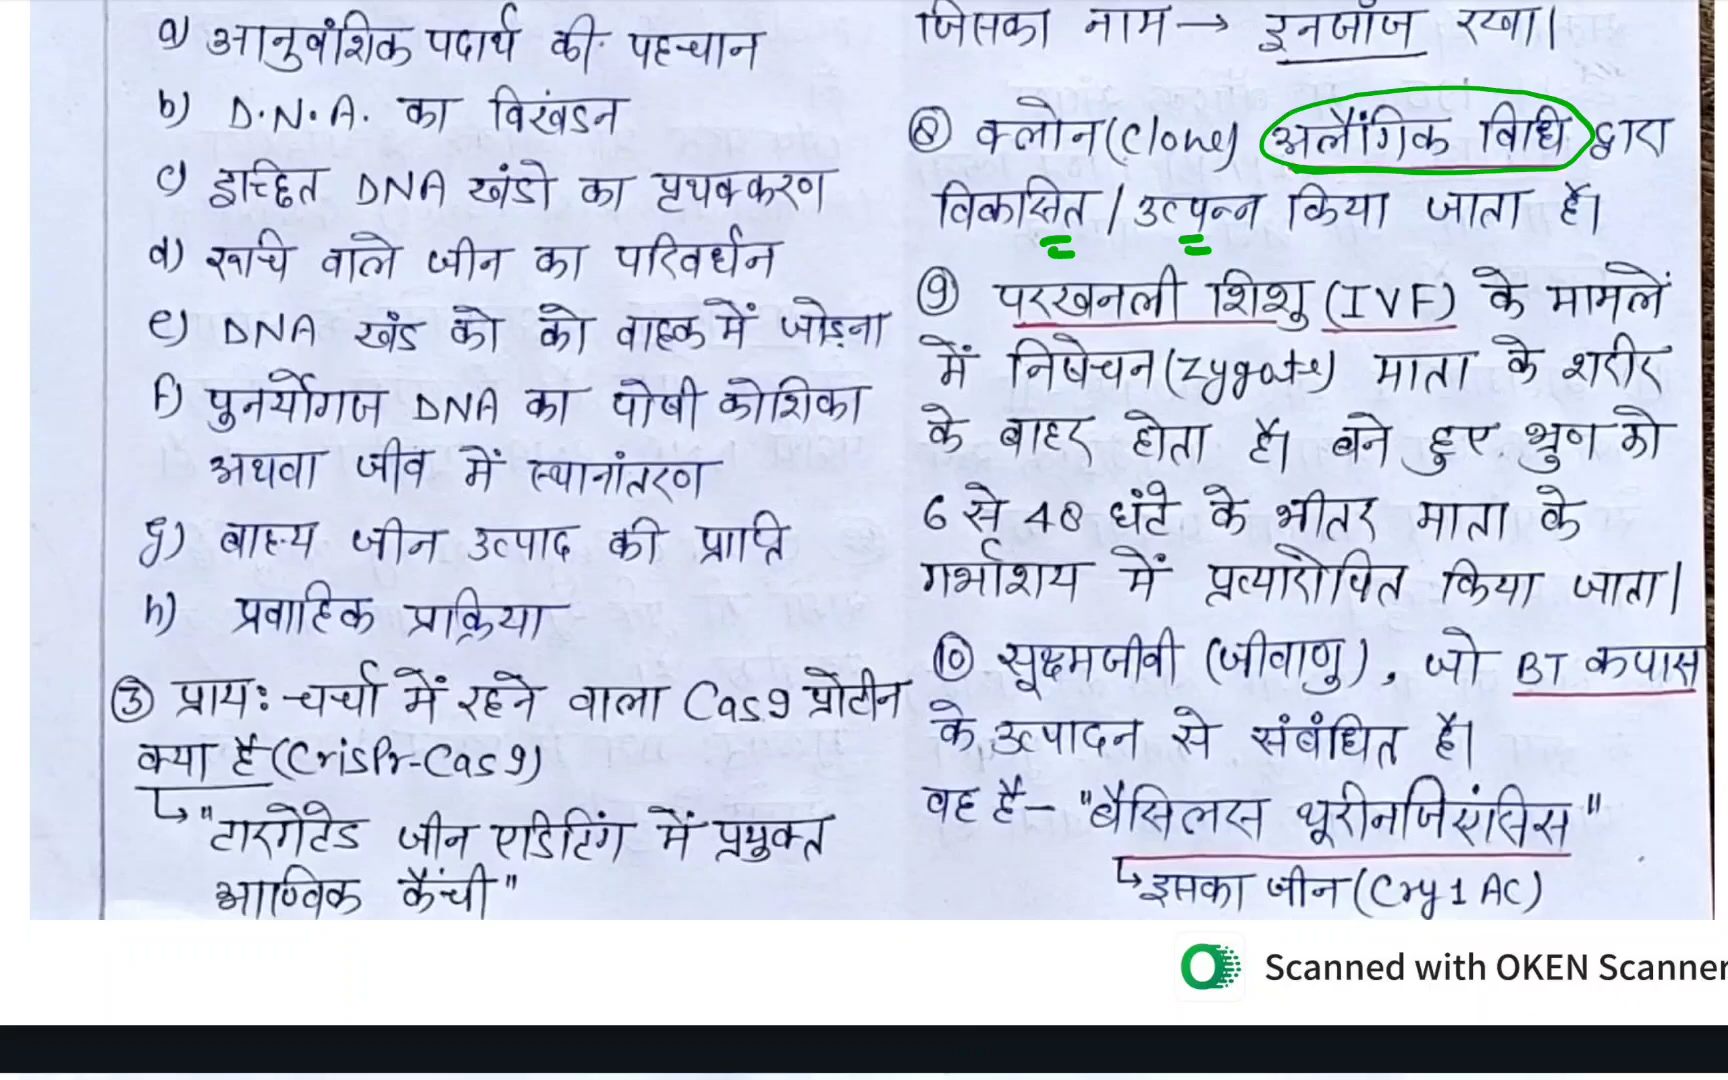 a) आनुवंशिक पदार्थ की पहचान
b) D.N.A. का विखंडन
c) इच्छित DNA खंडो का पृथक्करण
d) रूचि वाले जीन का परिवर्धन
e) DNA खंड को को वाहक में जोड़ना
f) पुनर्योगज DNA का पोषी कोशिका
अथवा जीव में स्थानांतरण
g) बाह्य जीन उत्पाद की प्राप्ति
h) प्रवाहिक प्रक्रिया
③ प्रायः चर्चा में रहने वाला Cas9 प्रोटीन
क्या है (CrisPr-Cas9)
↳ "टारगेटेड जीन एडिटिंग में प्रयुक्त
आण्विक कैंची"
जिसका नाम → इनजॉज रखा।
⑧ क्लोन (Clone) अलैंगिक विधि द्वारा
विकसित / उत्पन्न किया जाता है।
⑨ परखनली शिशु (IVF) के मामले
में निषेचन (Zygote) माता के शरीर
के बाहर होता है। बने हुए भ्रुण को
6 से 48 घंटे के भीतर माता के
गर्भाशय में प्रत्यारोपित किया जाता।
⑩ सूक्ष्मजीवी (जीवाणु), जो BT कपास
के उत्पादन से संबंधित है।
वह है - "बैसिलस थूरीनजिएंसिस"
↳ इसका जीन (Cry 1 AC)
Scanned with OKEN Scanner